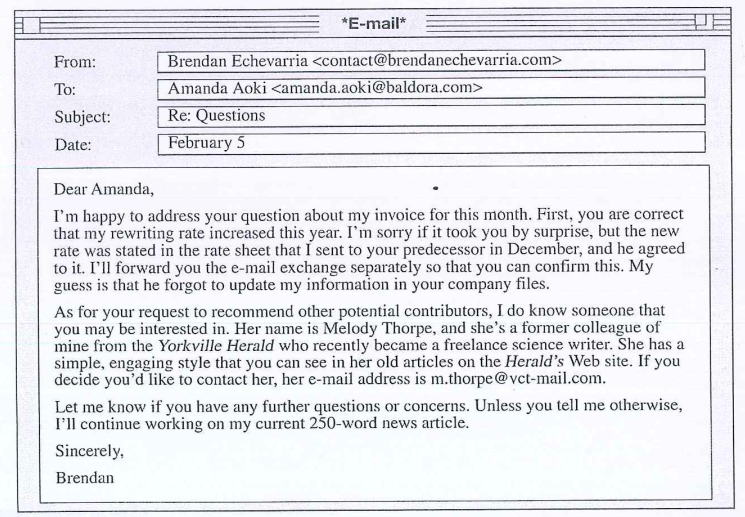 *E-mail*
From:
Brendan Echevarria <contact@brendanechevarria.com>
To:
Amanda Aoki <amanda.aoki@baldora.com>
Subject:
Re: Questions
Date:
February 5
Dear Amanda,
I'm happy to address your question about my invoice for this month. First, you are correct
that my rewriting rate increased this year. I'm sorry if it took you by surprise, but the new
rate was stated in the rate sheet that I sent to your predecessor in December, and he agreed
to it. I'll forward you the e-mail exchange separately so that you can confirm this. My
guess is that he forgot to update my information in your company files.
As for your request to recommend other potential contributors, I do know someone that
you may be interested in. Her name is Melody Thorpe, and she's a former colleague of
mine from the Yorkville Herald who recently became a freelance science writer. She has a
simple, engaging style that you can see in her old articles on the Herald's Web site. If you
decide you'd like to contact her, her e-mail address is m.thorpe@vct-mail.com.
Let me know if you have any further questions or concerns. Unless you tell me otherwise,
I'll continue working on my current 250-word news article.
Sincerely,
Brendan